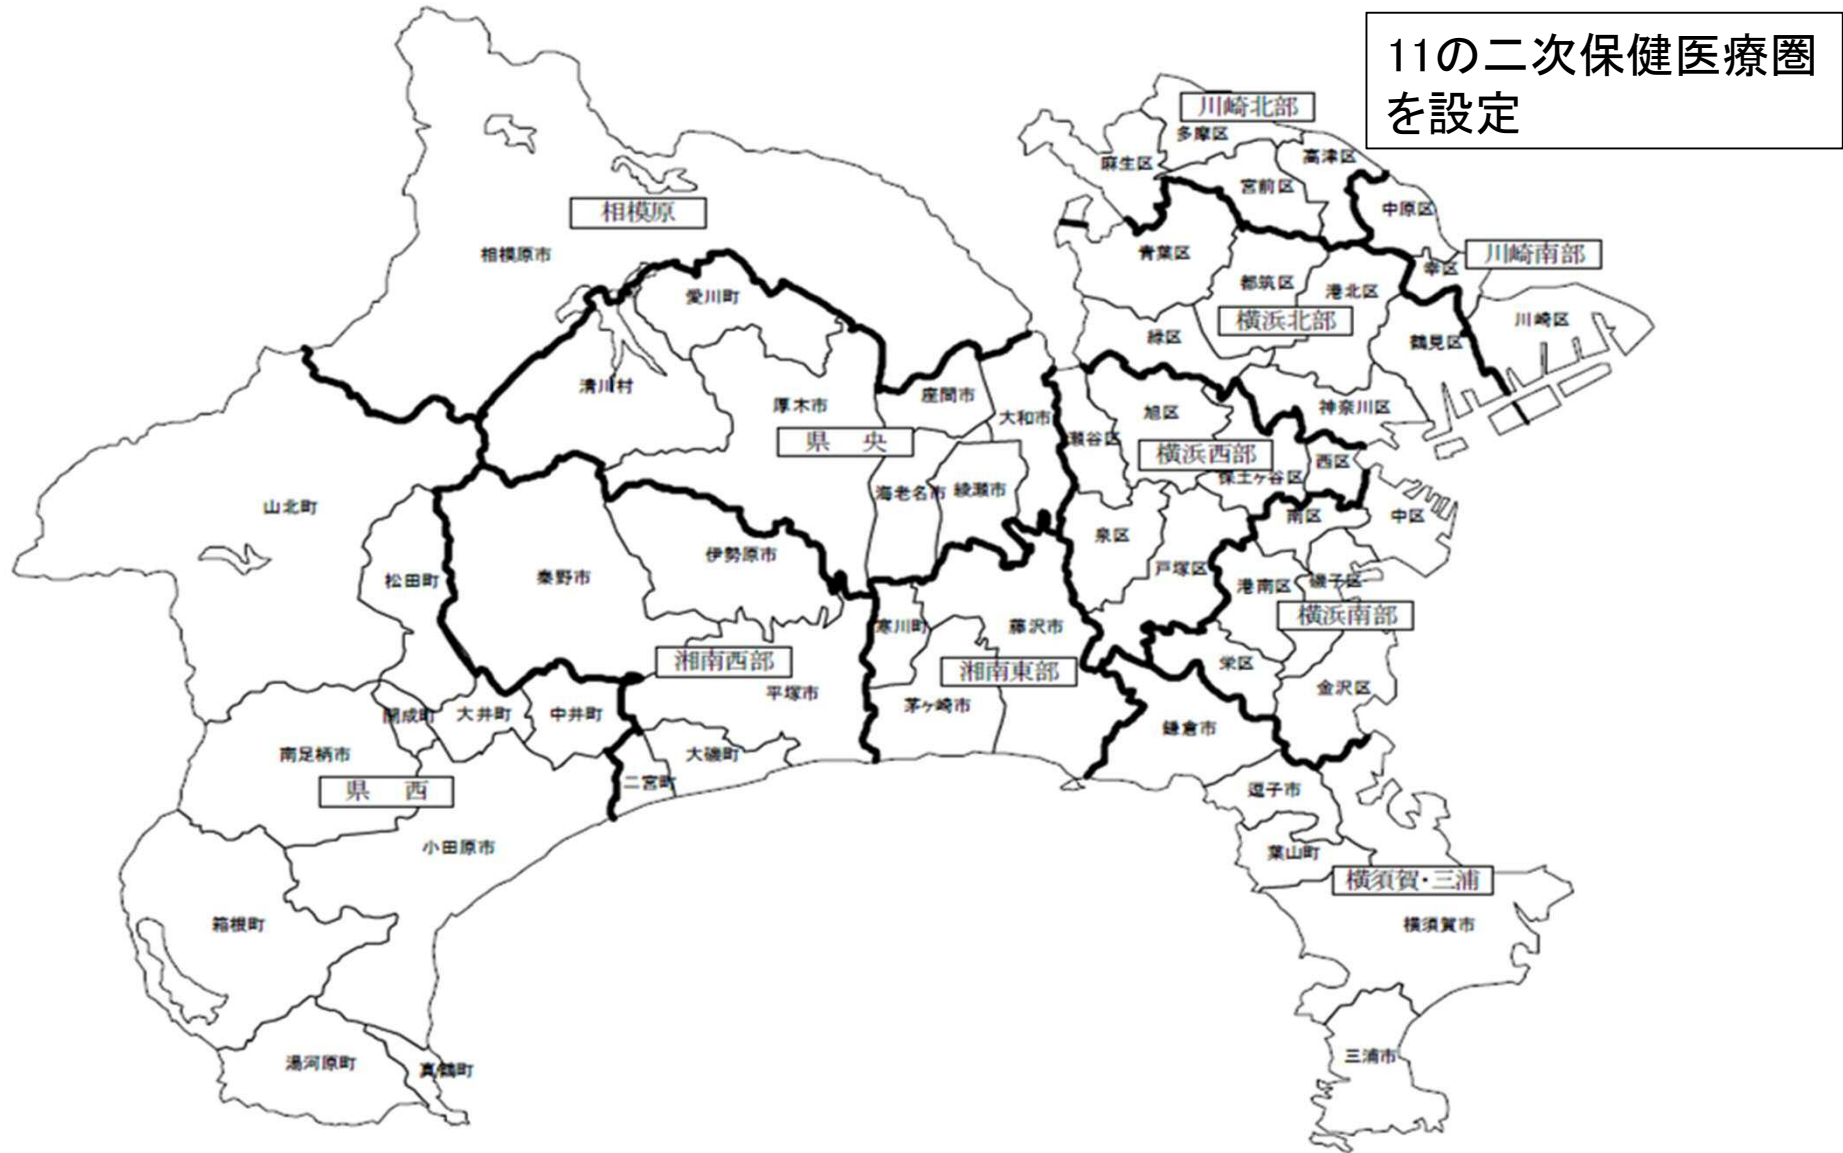 11の二次保健医療圏
を設定
川崎北部
多摩区
麻生区
高津区
宮前区
中原区
相模原
相模原市
青葉区
川崎南部
幸区
都筑区
港北区
横浜北部
川崎区
愛川町
緑区
鶴見区
清川村
厚木市
座間市
大和市
旭区
神奈川区
県 央
瀬谷区
横浜西部
西区
保土ヶ谷区
海老名市
綾瀬市
南区
中区
山北町
泉区
伊勢原市
松田町
秦野市
戸塚区
港南区
磯子区
横浜南部
寒川町
藤沢市
湘南西部
湘南東部
栄区
金沢区
平塚市
茅ヶ崎市
開成町
大井町
中井町
鎌倉市
南足柄市
大磯町
二宮町
県 西
逗子市
小田原市
葉山町
横須賀・三浦
箱根町
横須賀市
湯河原町
真鶴町
三浦市